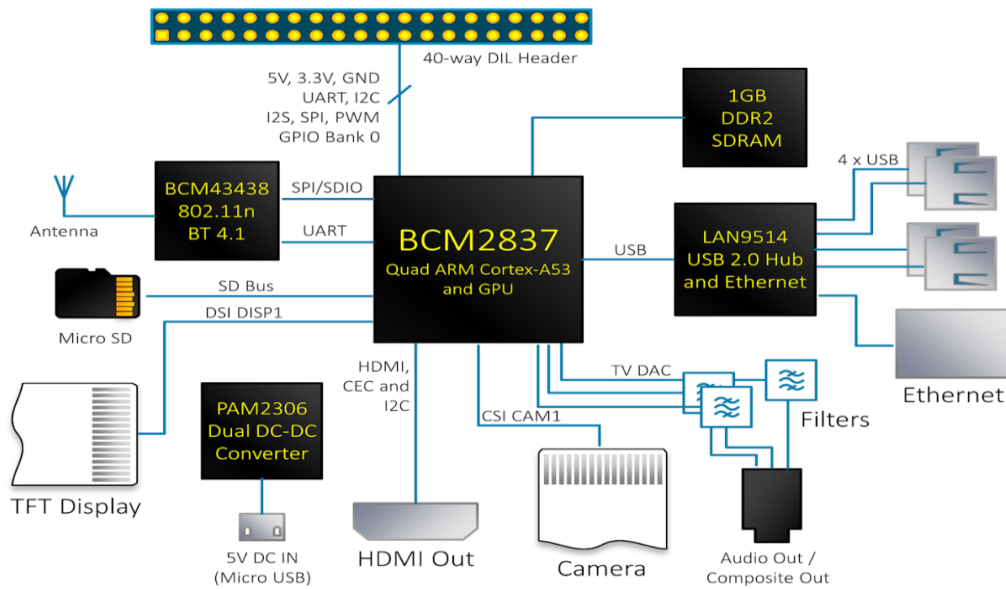 40-way DIL Header
5V, 3.3V, GND
UART, I2C
I2S, SPI, PWM
GPIO Bank 0
1GB
DDR2
SDRAM
4 x USB
BCM43438
802.11n
BT 4.1
SPI/SDIO
UART
Antenna
BCM2837
Quad ARM Cortex-A53
and GPU
USB
LAN9514
USB 2.0 Hub
and Ethernet
SD Bus
Micro SD
DSI DISP1
HDMI,
CEC and
I2C
TV DAC
Ethernet
PAM2306
Dual DC-DC
Converter
CSI CAM1
Filters
TFT Display
5V DC IN
(Micro USB)
HDMI Out
Camera
Audio Out /
Composite Out